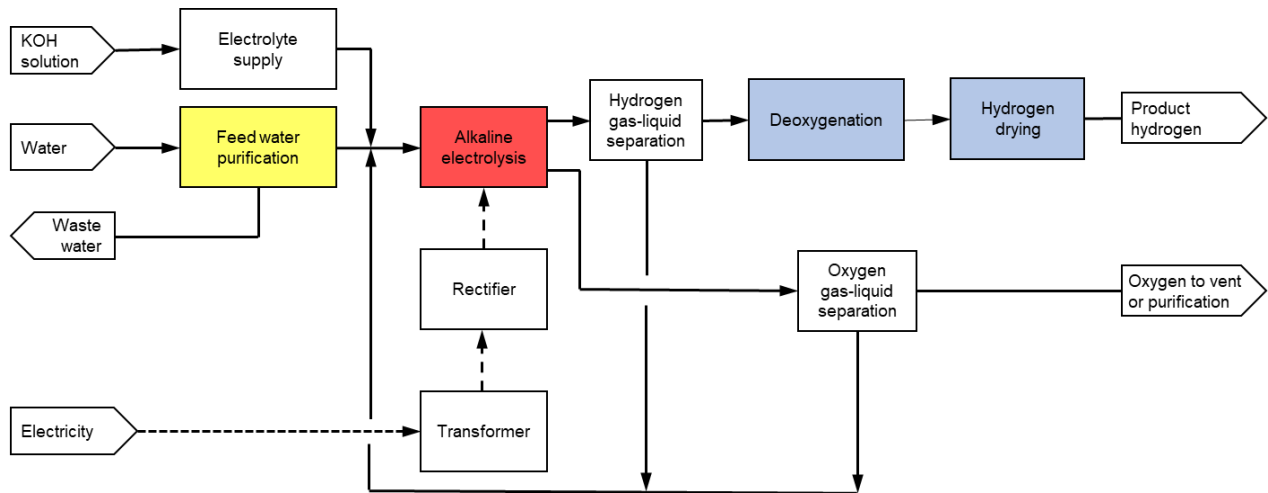 KOH
solution
Electrolyte
supply
Water
Feed water
purification
Alkaline
electrolysis
Hydrogen
gas-liquid
separation
Deoxygenation
Hydrogen
drying
Product
hydrogen
Waste
water
Rectifier
Oxygen
gas-liquid
separation
Oxygen to vent
or purification
Electricity
Transformer